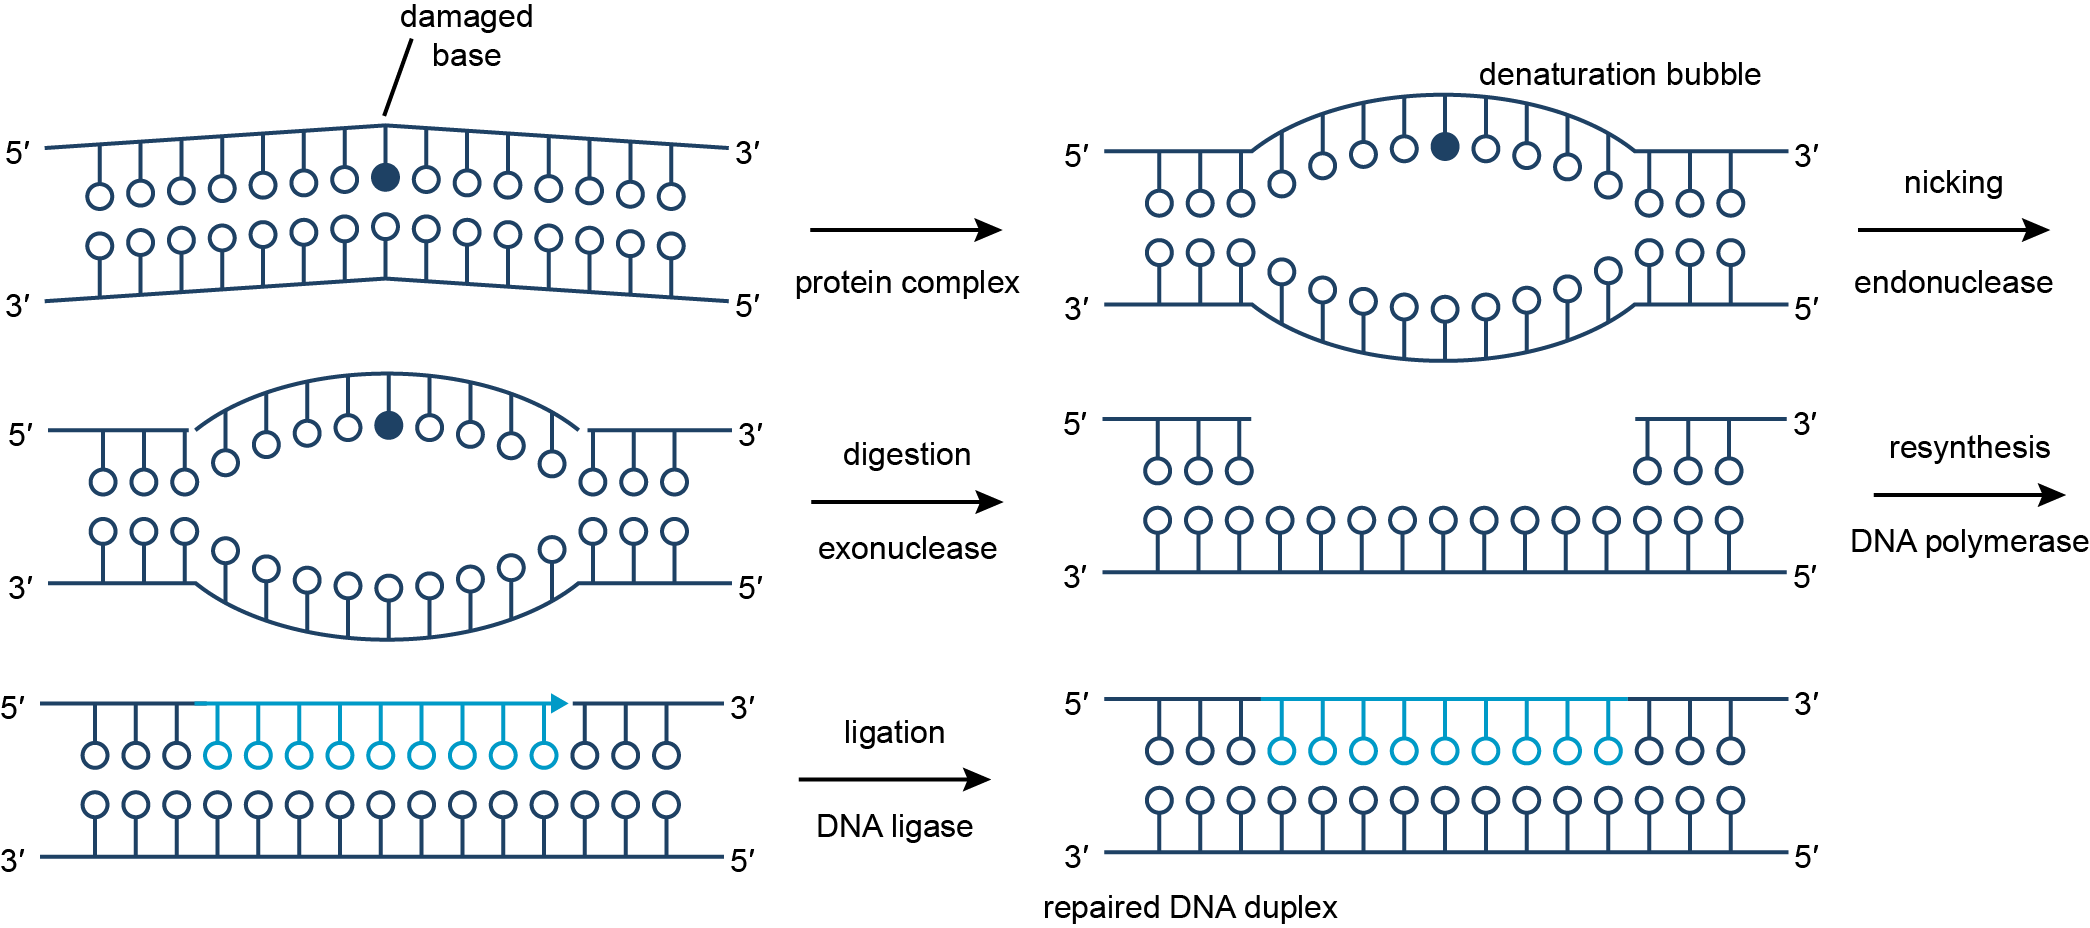 damaged
base
5′
3′
3′
5′
protein complex
denaturation bubble
5′
3′
3′
5′
nicking
endonuclease
5′
3′
3′
5′
digestion
exonuclease
5′
3′
3′
5′
resynthesis
DNA polymerase
5′
3′
3′
5′
ligation
DNA ligase
5′
3′
3′
5′
repaired DNA duplex